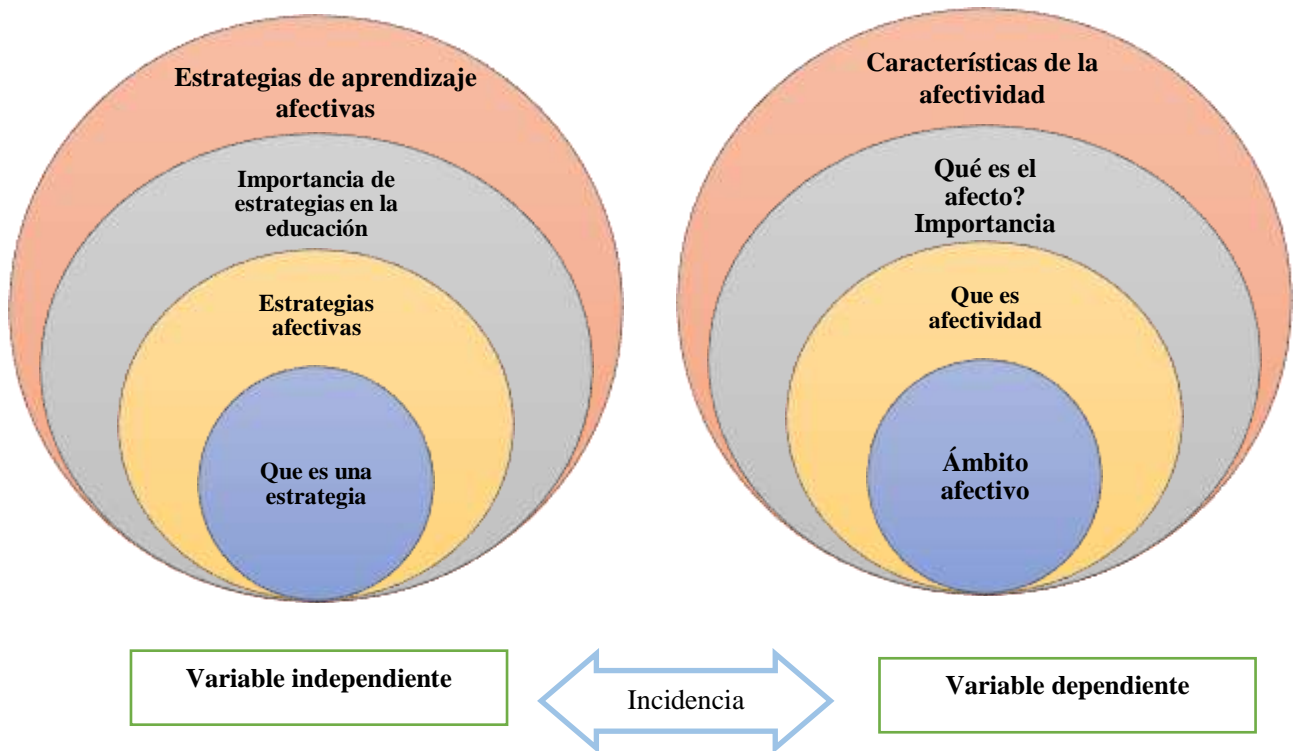 Estrategias de aprendizaje
afectivas
Importancia de
estrategias en la
educación
Estrategias
afectivas
Que es una
estrategia
Características de la
afectividad
Qué es el
afecto?
Importancia
Que es
afectividad
Ámbito
afectivo
Variable independiente
Incidencia
Variable dependiente